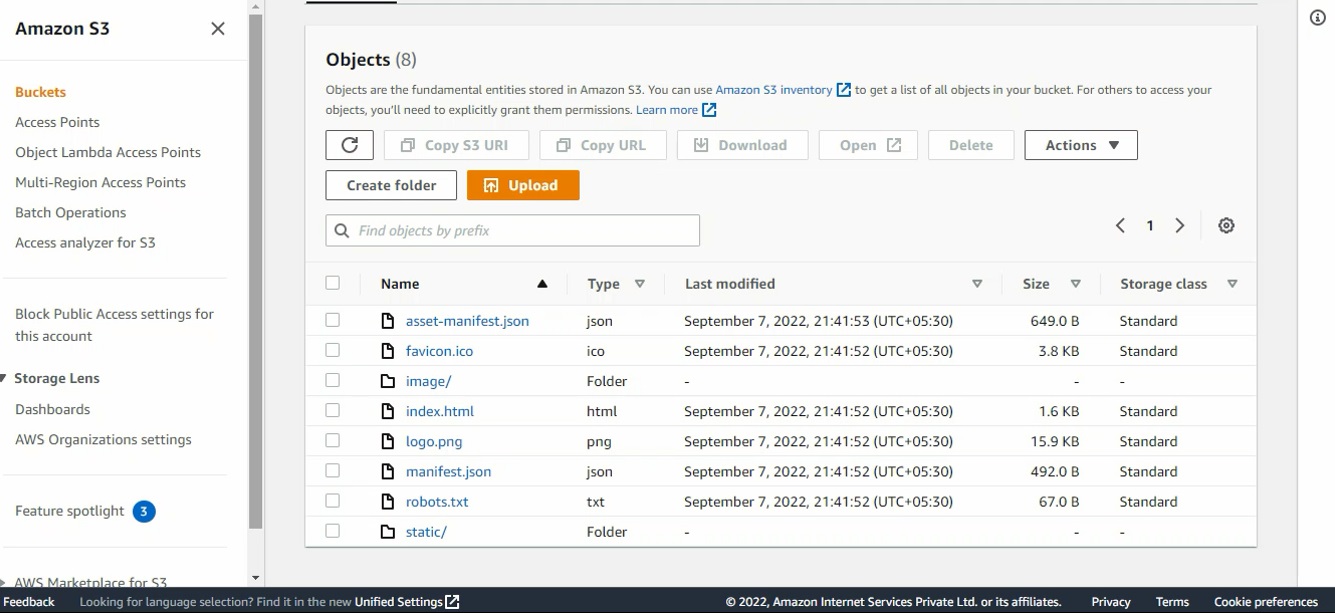 Amazon S3
Buckets
Access Points
Object Lambda Access Points
Multi-Region Access Points
Batch Operations
Access analyzer for S3
Block Public Access settings for
this account
Storage Lens
Dashboards
AWS Organizations settings
Feature spotlight 3
AWS Marketplace for S3
Objects (8)
Objects are the fundamental entities stored in Amazon S3. You can use Amazon S3 inventory to get a list of all objects in your bucket. For others to access your
objects, you'll need to explicitly grant them permissions. Learn more
Copy S3 URI Copy URL Download Open Delete Actions
Create folder Upload
Find objects by prefix 1
Name Type Last modified Size Storage class
asset-manifest.json json September 7, 2022, 21:41:53 (UTC+05:30) 649.0 B Standard
favicon.ico ico September 7, 2022, 21:41:52 (UTC+05:30) 3.8 KB Standard
image/ Folder - - -
index.html html September 7, 2022, 21:41:52 (UTC+05:30) 1.6 KB Standard
logo.png png September 7, 2022, 21:41:52 (UTC+05:30) 15.9 KB Standard
manifest.json json September 7, 2022, 21:41:52 (UTC+05:30) 492.0 B Standard
robots.txt txt September 7, 2022, 21:41:52 (UTC+05:30) 67.0 B Standard
static/ Folder - - -
Feedback Looking for language selection? Find it in the new Unified Settings © 2022, Amazon Internet Services Private Ltd. or its affiliates. Privacy Terms Cookie preferences